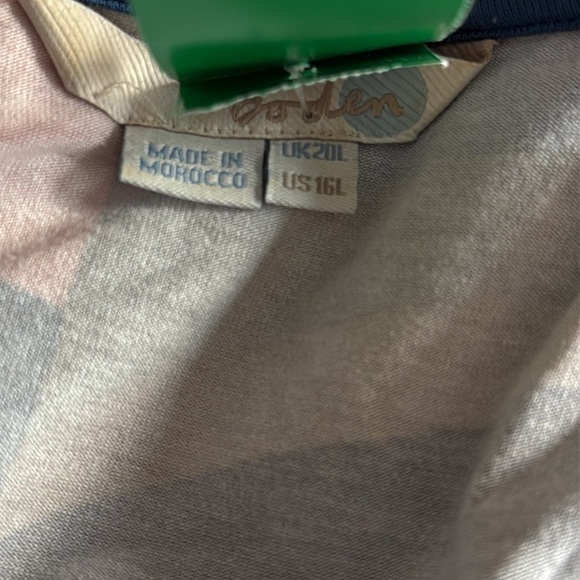 Boden
MADE IN
MOROCCO
UK20L
US16L